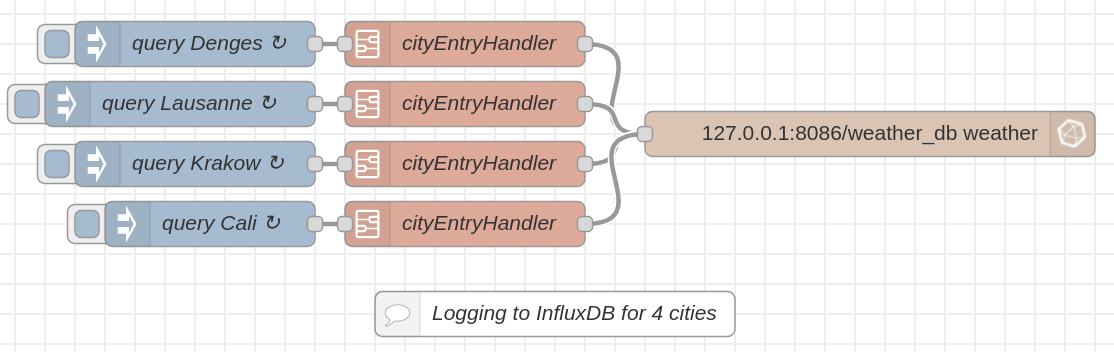 query Denges ↻
cityEntryHandler
query Lausanne ↻
cityEntryHandler
127.0.0.1:8086/weather_db weather
query Krakow ↻
cityEntryHandler
query Cali ↻
cityEntryHandler
Logging to InfluxDB for 4 cities